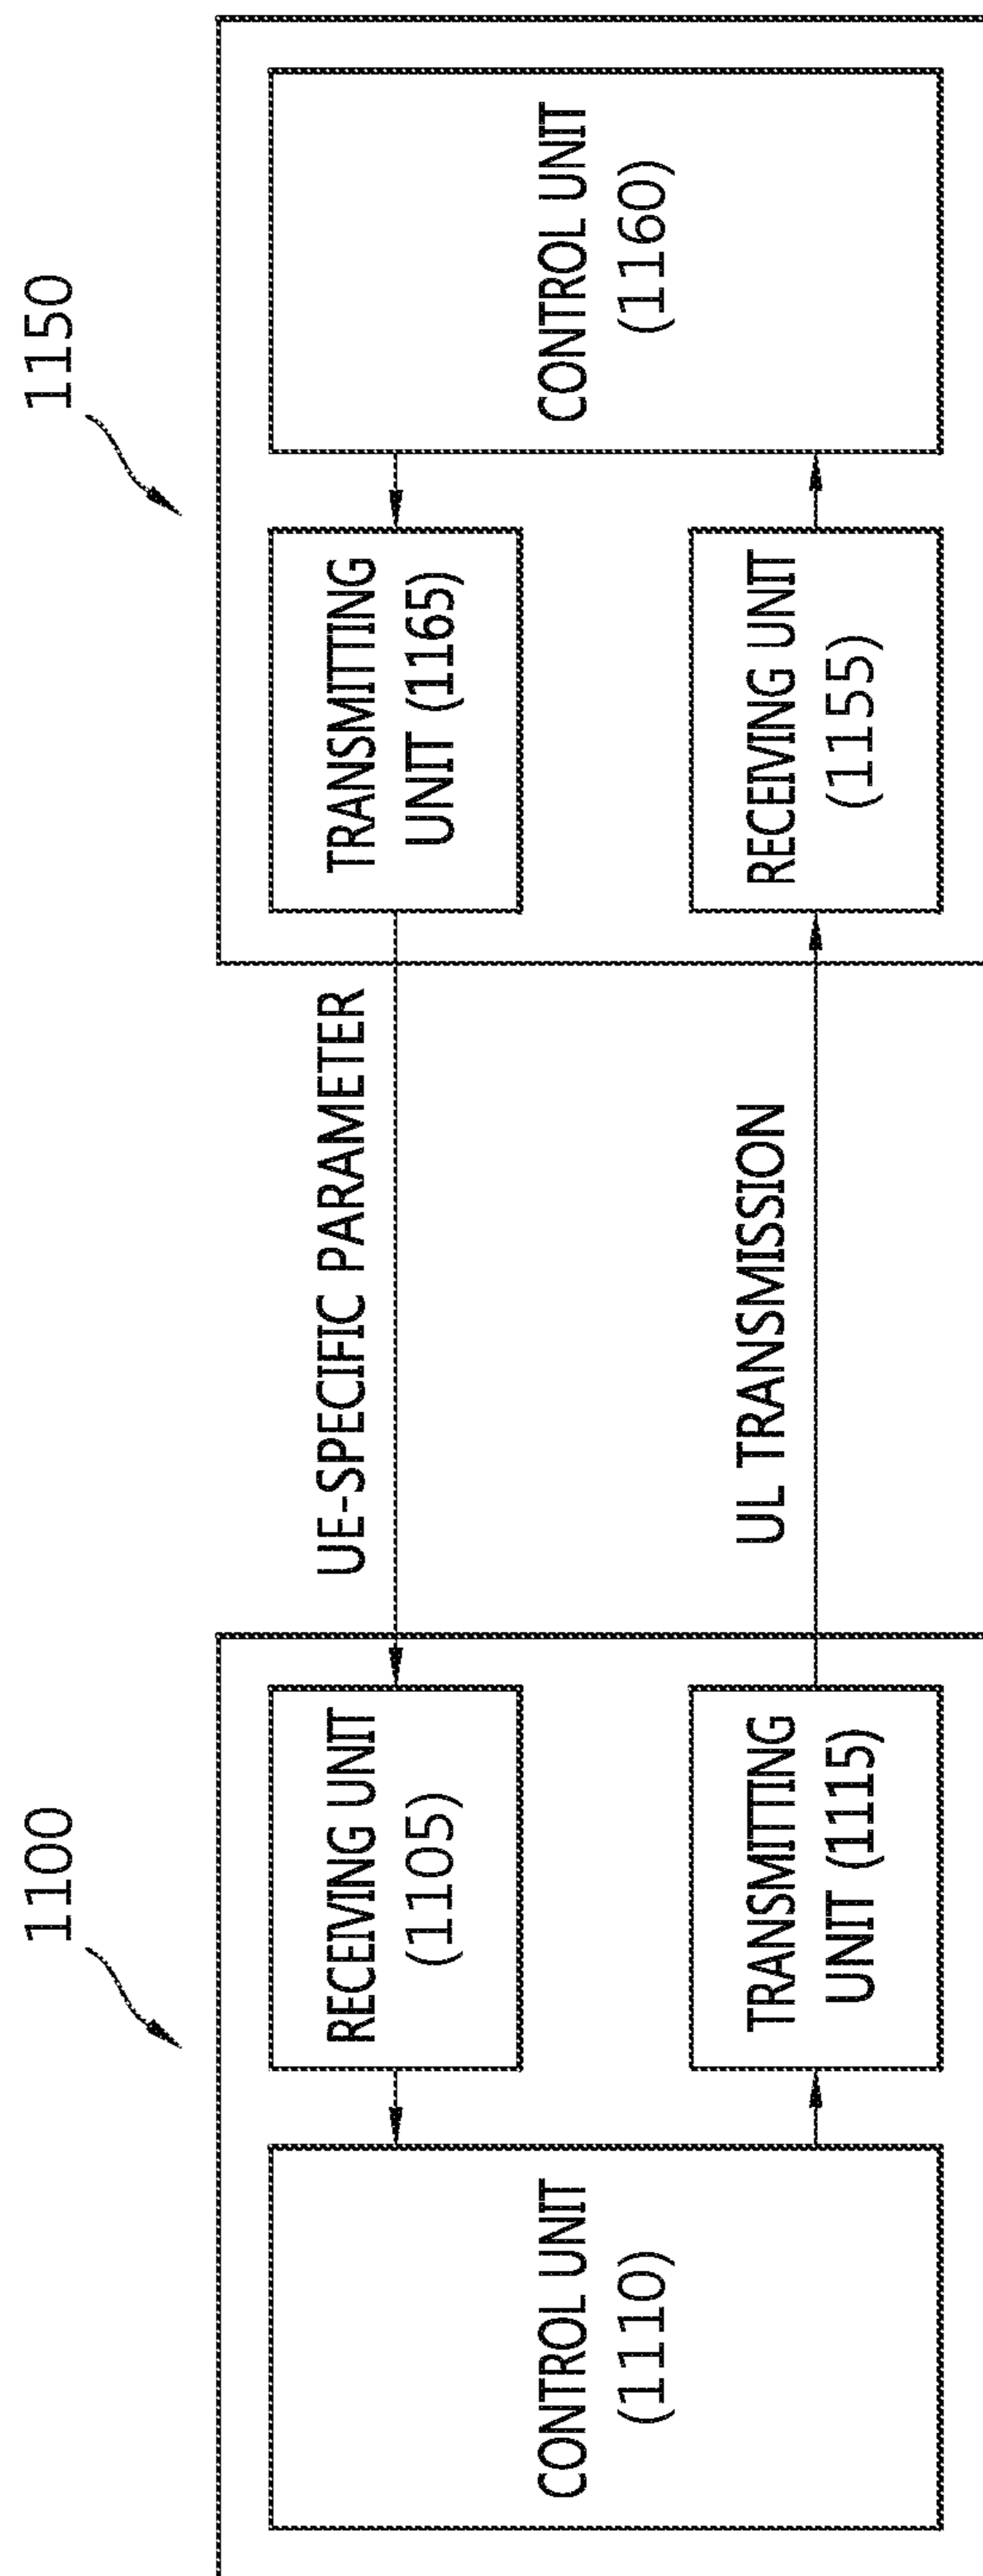 1100
1150
RECEIVING UNIT
(1105)
UE-SPECIFIC PARAMETER
TRANSMITTING
UNIT (1165)
CONTROL UNIT
(1110)
CONTROL UNIT
(1160)
TRANSMITTING
UNIT (1115)
UL TRANSMISSION
RECEIVING UNIT
(1155)